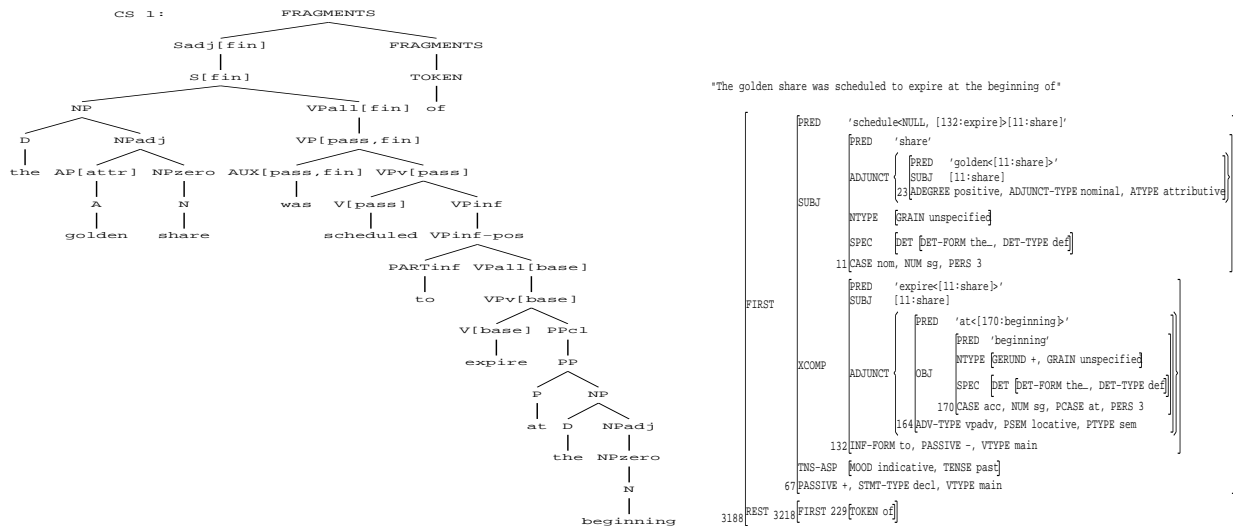 CS 1: FRAGMENTS
Sadj[fin] FRAGMENTS
S[fin] TOKEN
NP VPall[fin] of
D NPadj VP[pass,fin]
the AP[attr] NPzero AUX[pass,fin] VPv[pass]
A N was V[pass] VPinf
golden share scheduled VPinf-pos
PARTinf VPall[base]
to VPv[base]
V[base] PPcl
expire PP
P NP
at D NPadj
the NPzero
N
beginning
"The golden share was scheduled to expire at the beginning of"
PRED 'schedule<NULL, [132:expire]>[11:share]'
PRED 'share'
PRED 'golden<[11:share]>'
ADJUNCT SUBJ [11:share]
23 ADEGREE positive, ADJUNCT-TYPE nominal, ATYPE attributive
SUBJ
NTYPE [GRAIN unspecified]
SPEC [DET [DET-FORM the_, DET-TYPE def]]
11 CASE nom, NUM sg, PERS 3
PRED 'expire<[11:share]>'
SUBJ [11:share]
FIRST
PRED 'at<[170:beginning]>'
PRED 'beginning'
NTYPE [GERUND +, GRAIN unspecified]
XCOMP ADJUNCT OBJ
SPEC [DET [DET-FORM the_, DET-TYPE def]]
170 CASE acc, NUM sg, PCASE at, PERS 3
164 ADV-TYPE vpadv, PSEM locative, PTYPE sem
132 INF-FORM to, PASSIVE -, VTYPE main
TNS-ASP [MOOD indicative, TENSE past]
67 PASSIVE +, STMT-TYPE decl, VTYPE main
3188 REST 3218 [FIRST 229 [TOKEN of]]